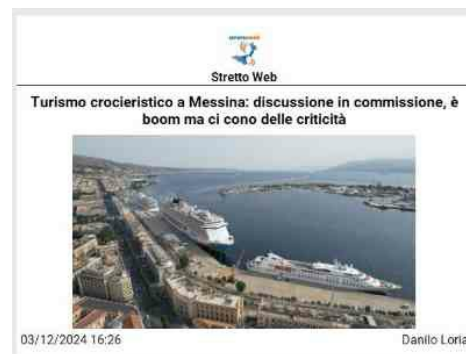 Stretto Web
Turismo crocieristico a Messina: discussione in commissione, è
boom ma ci cono delle criticità
03/12/2024 16:26
Danilo Loria